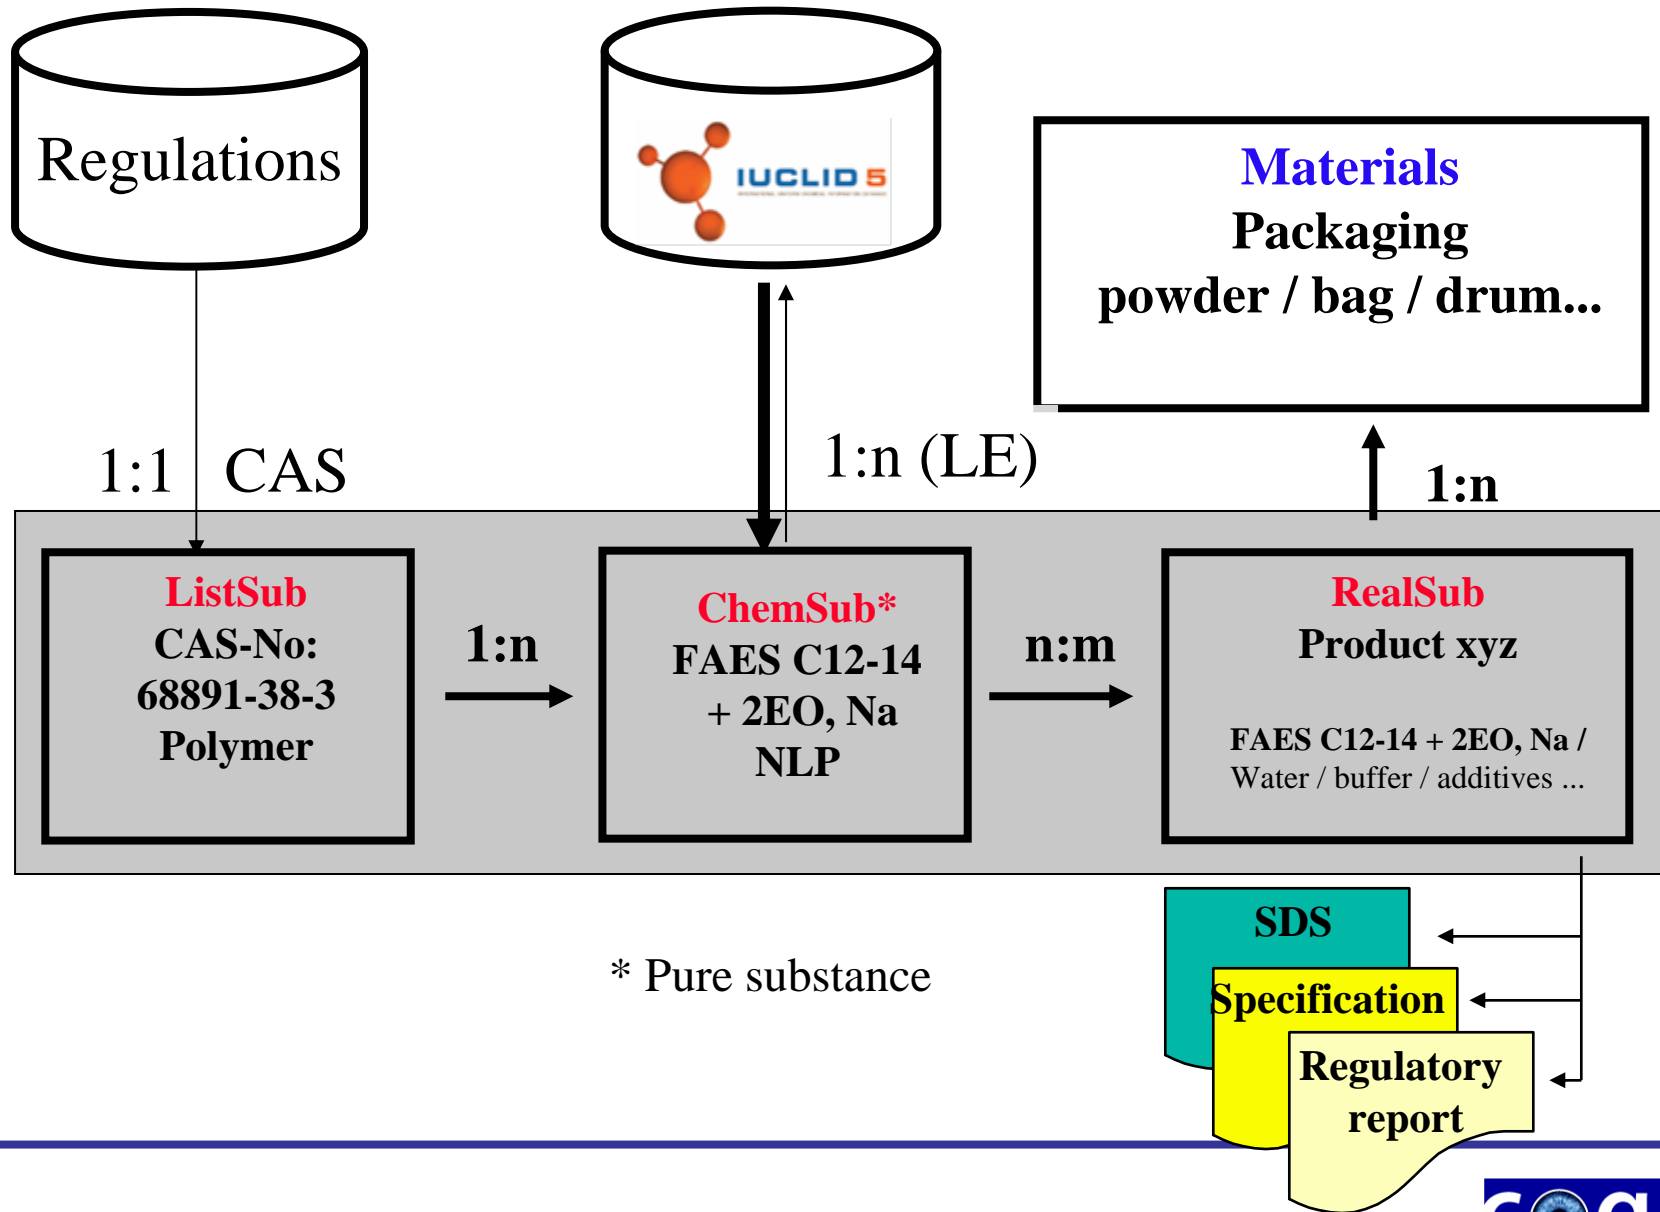 Regulations
IUCLID 5
Materials
Packaging
powder / bag / drum...
1:1 CAS
1:n (LE)
1:n
ListSub
CAS-No:
68891-38-3
Polymer
1:n
ChemSub*
FAES C12-14
+ 2EO, Na
NLP
n:m
RealSub
Product xyz
FAES C12-14 + 2EO, Na /
Water / buffer / additives ...
* Pure substance
SDS
Specification
Regulatory
report